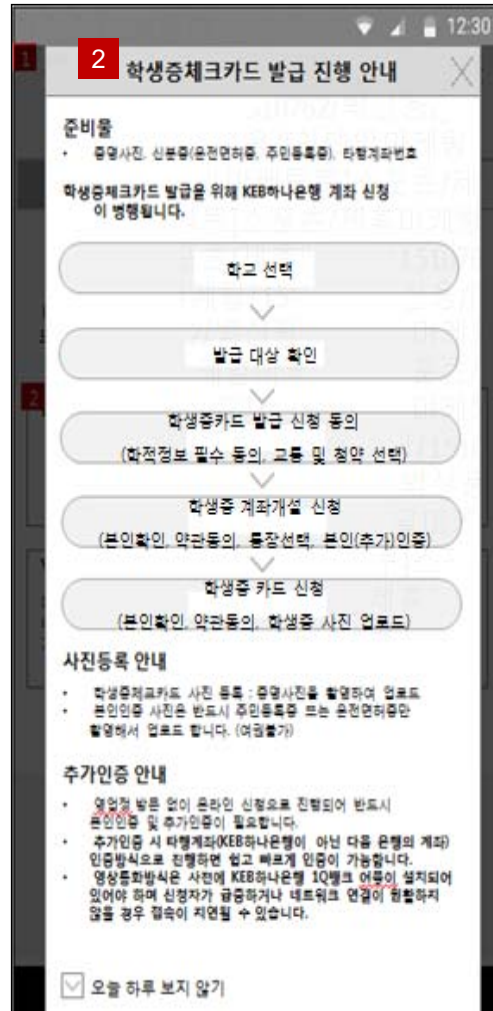 12:30
1
2 학생증체크카드 발급 진행 안내
준비물
• 증명사진, 신분증(운전면허증, 주민등록증), 타행계좌번호
학생증체크카드 발급을 위해 KEB하나은행 계좌 신청
이 병행됩니다.
학교 선택
발급 대상 확인
2
학생증카드 발급 신청 동의
(학적정보 필수 동의, 교통 및 청약 선택)
학생증 계좌개설 신청
(본인확인, 약관동의, 통장선택, 본인(추가)인증)
학생증 카드 신청
(본인확인, 약관동의, 학생증 사진 업로드)
사진등록 안내
• 학생증체크카드 사진 등록 : 증명사진을 촬영하여 업로드
• 본인인증 사진은 반드시 주민등록증 또는 운전면허증만
촬영해서 업로드 합니다. (여권불가)
추가인증 안내
• 영업점 방문 없이 온라인 신청으로 진행되어 반드시
본인인증 및 추가인증이 필요합니다.
• 추가인증 시 타행계좌(KEB하나은행이 아닌 다음 은행의 계좌)
인증방식으로 진행하면 쉽고 빠르게 인증이 가능합니다.
• 영상통화방식은 사전에 KEB하나은행 1Q뱅크 어플이 설치되어
있어야 하며 신청자가 급증하거나 네트워크 연결이 원활하지
않을 경우 접속이 지연될 수 있습니다.
오늘 하루 보지 않기